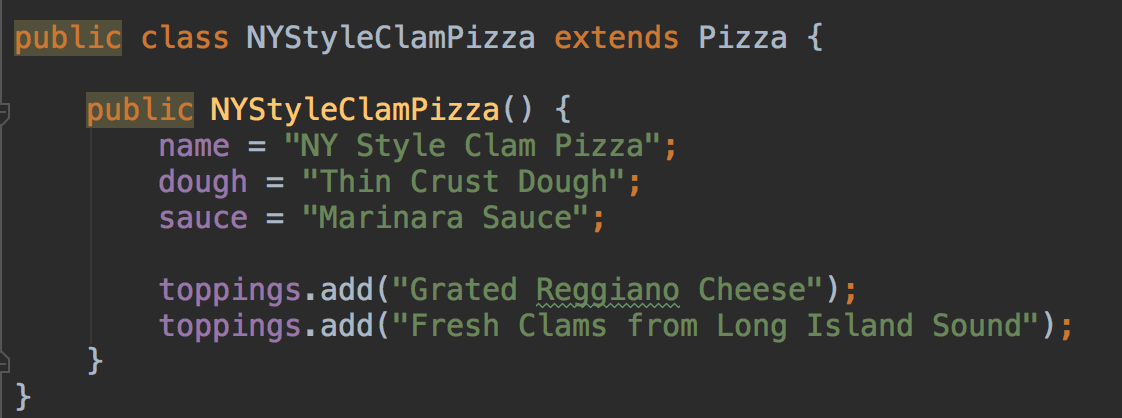 public class NYStyleClamPizza extends Pizza {
public NYStyleClamPizza() {
name = "NY Style Clam Pizza";
dough = "Thin Crust Dough";
sauce = "Marinara Sauce";
toppings.add("Grated Reggiano Cheese");
toppings.add("Fresh Clams from Long Island Sound");
}
}